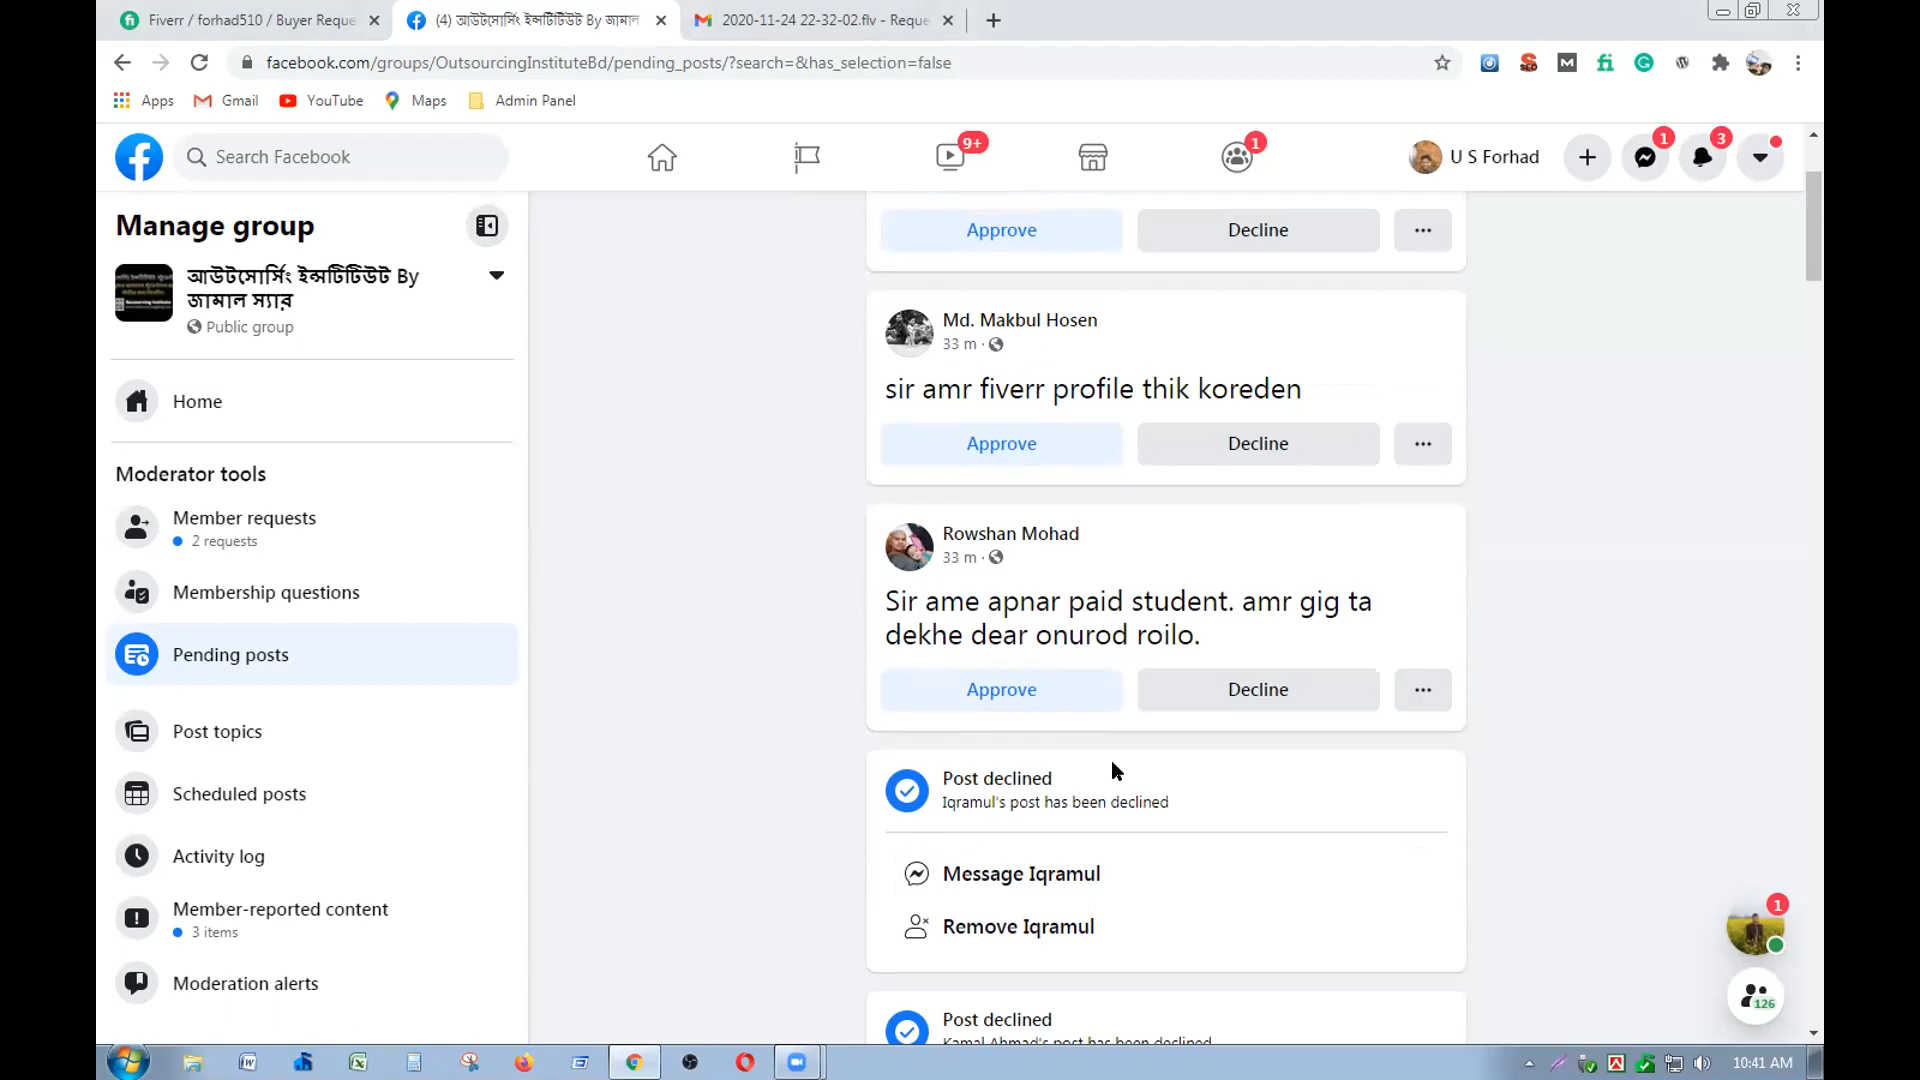 Fiverr / forhad510 / Buyer Reque
(4) আউটসোর্সিং ইন্সটিটিউট By জামাল
2020-11-24 22-32-02.flv - Reque
facebook.com/groups/OutsourcingInstituteBd/pending_posts/?search=&has_selection=false
Apps
Gmail
YouTube
Maps
Admin Panel
Search Facebook
9+
1
U S Forhad
1
3
Manage group
আউটসোর্সিং ইন্সটিটিউট By
জামাল স্যার
Public group
Home
Moderator tools
Member requests
2 requests
Membership questions
Pending posts
Post topics
Scheduled posts
Activity log
Member-reported content
3 items
Moderation alerts
Approve
Decline
Md. Makbul Hosen
33 m
sir amr fiverr profile thik koreden
Approve
Decline
Rowshan Mohad
33 m
Sir ame apnar paid student. amr gig ta
dekhe dear onurod roilo.
Approve
Decline
Post declined
Iqramul's post has been declined
Message Iqramul
Remove Iqramul
Post declined
Kamal Ahmad's post has been declined
1
126
10:41 AM